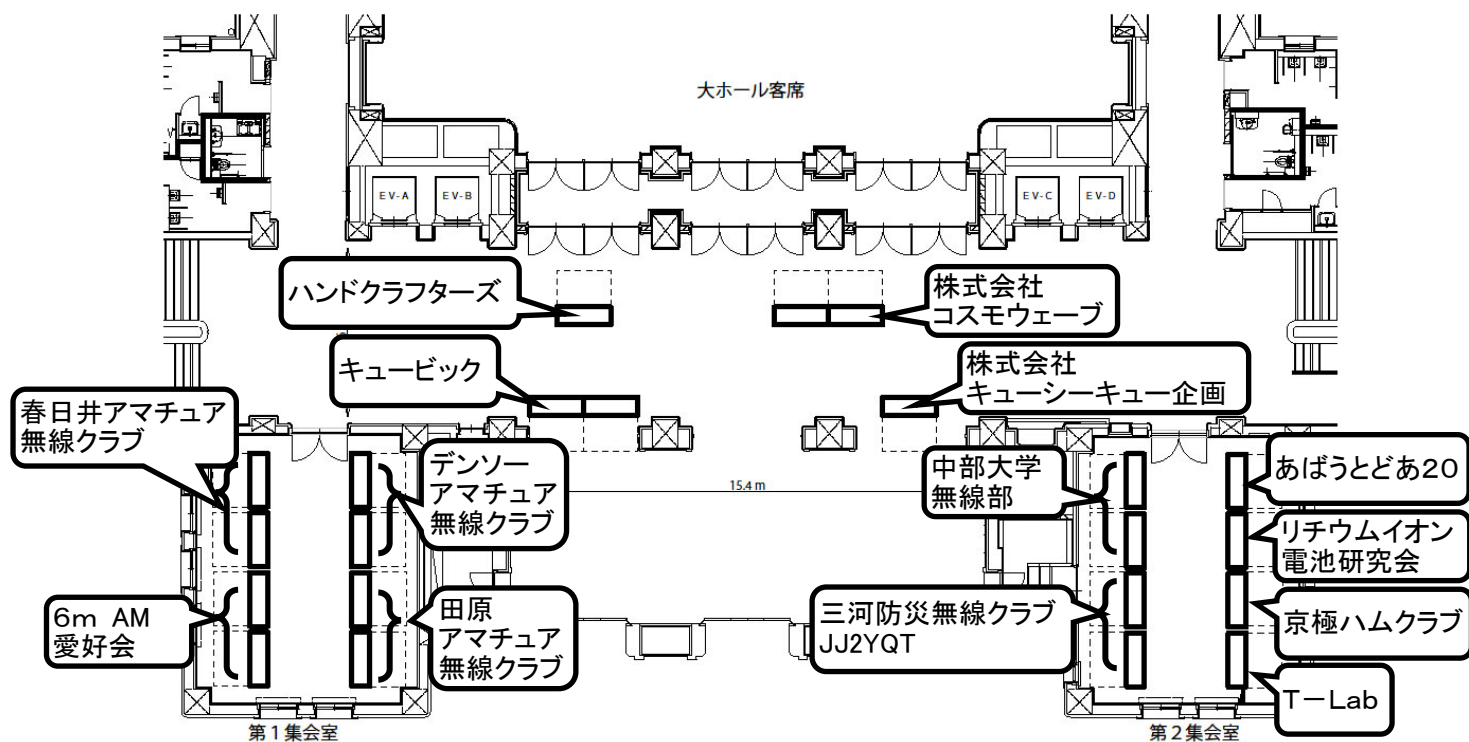 大ホール客席
EV-A
EV-B
EV-C
EV-D
ハンドクラフターズ
株式会社
コスモウェーブ
キュービック
株式会社
キューシーキュー企画
春日井アマチュア
無線クラブ
デンソー
アマチュア
無線クラブ
15.4 m
中部大学
無線部
あばうとどあ20
リチウムイオン
電池研究会
6m AM
愛好会
田原
アマチュア
無線クラブ
三河防災無線クラブ
JJ2YQT
京極ハムクラブ
T-Lab
第1集会室
第2集会室